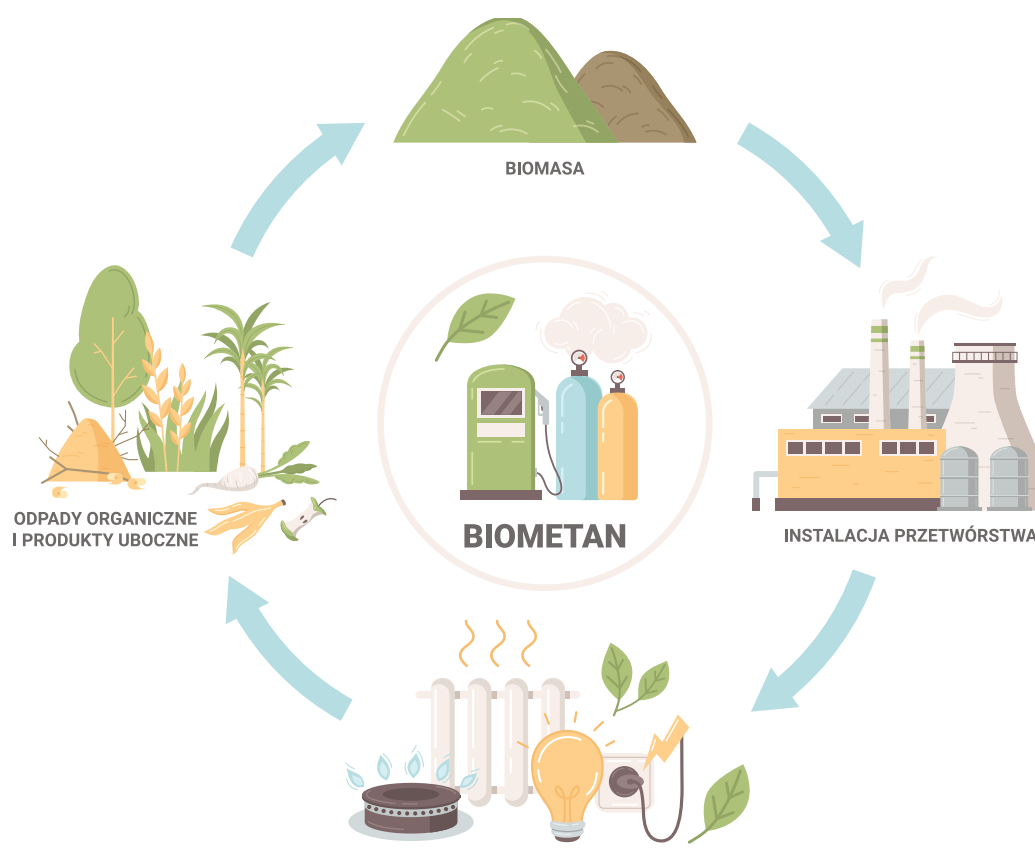 BIOMASA
ODPADY ORGANICZNE
I PRODUKTY UBOCZNE
BIOMETAN
INSTALACJA PRZETWÓRSTWA